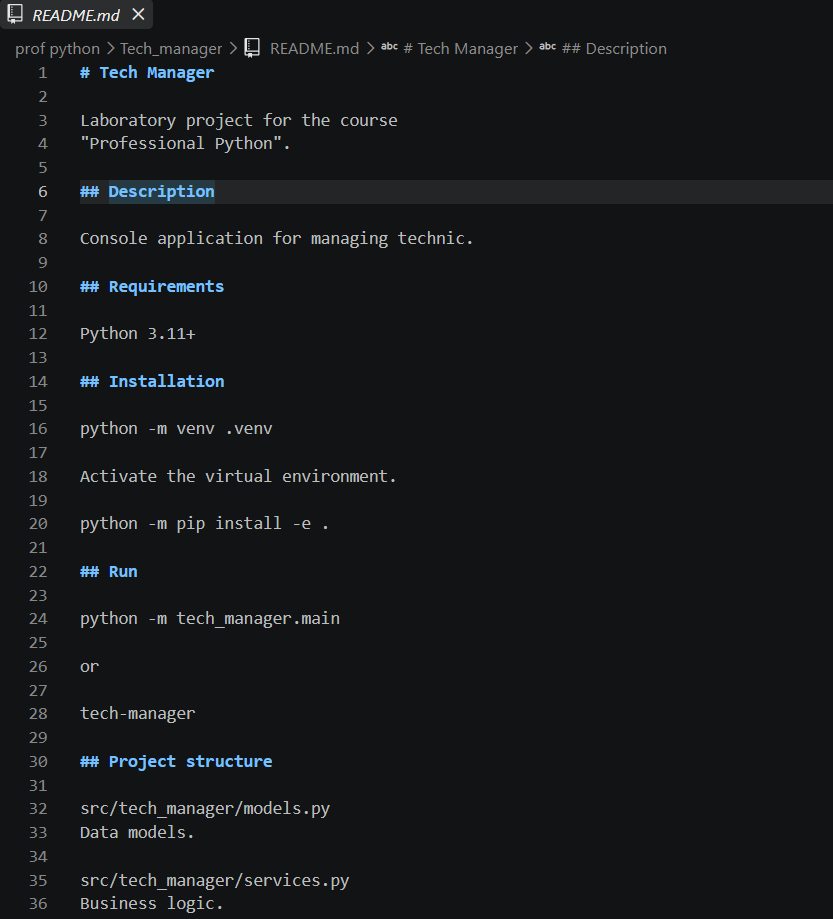 README.md
prof python > Tech_manager > README.md > abc # Tech Manager > abc ## Description
1 # Tech Manager
2
3 Laboratory project for the course
4 "Professional Python".
5
6 ## Description
7
8 Console application for managing technic.
9
10 ## Requirements
11
12 Python 3.11+
13
14 ## Installation
15
16 python -m venv .venv
17
18 Activate the virtual environment.
19
20 python -m pip install -e .
21
22 ## Run
23
24 python -m tech_manager.main
25
26 or
27
28 tech-manager
29
30 ## Project structure
31
32 src/tech_manager/models.py
33 Data models.
34
35 src/tech_manager/services.py
36 Business logic.